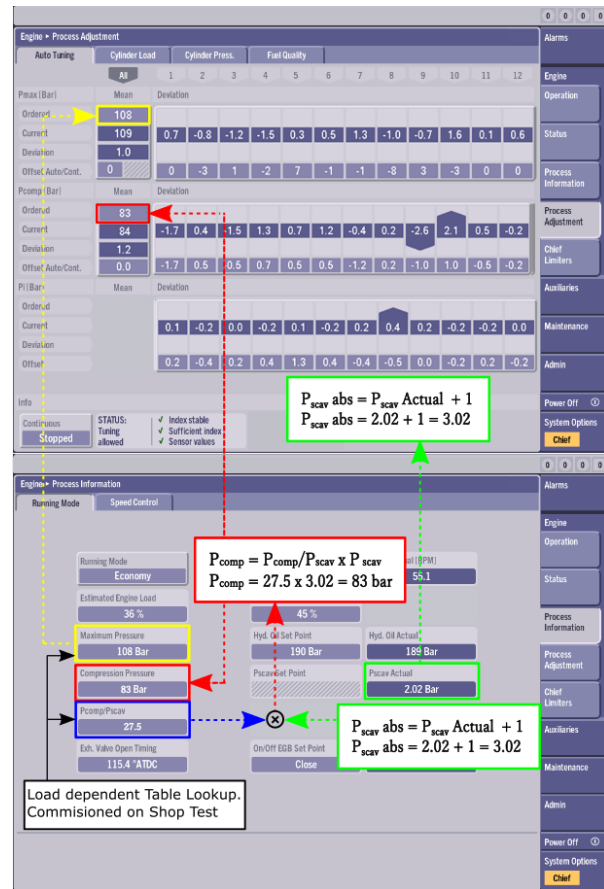 0 0 0 0
Engine ▸ Process Adjustment
Alarms
Auto Tuning Cylinder Load Cylinder Press. Fuel Quality
All 1 2 3 4 5 6 7 8 9 10 11 12
Engine
Pmax [Bar] Mean Deviation
Operation
Ordered 108
Current 109 0.7 -0.8 -1.2 -1.5 0.3 0.5 1.3 -1.0 -0.7 1.6 0.1 0.6
Status
Deviation 1.0
Offset Auto/Cont. 0 0 -3 1 -2 7 -1 -1 -8 3 -3 0 0
Process
Information
Pcomp [Bar] Mean Deviation
Ordered 83
Process
Adjustment
Current 84 -1.7 0.4 -1.5 1.3 0.7 1.2 -0.4 0.2 -2.6 2.1 0.5 -0.2
Deviation 1.2
Chief
Limiters
Offset Auto/Cont. 0.0 -1.7 0.5 -0.5 0.7 0.5 0.5 -1.2 0.2 -1.0 1.0 -0.5 -0.2
Pi [Bar] Mean Deviation
Auxiliaries
Ordered
Current 0.1 -0.2 0.0 -0.2 0.1 -0.2 0.2 0.4 0.2 -0.2 -0.2 0.0
Maintenance
Deviation
Offset 0.2 -0.4 0.2 0.4 1.3 0.4 -0.4 -0.5 0.0 -0.2 0.2 -0.2
Admin
Pscav abs = Pscav Actual + 1
Pscav abs = 2.02 + 1 = 3.02
Info
Power Off
Continuous
Stopped
STATUS:
Tuning
allowed
✓ Index stable
✓ Sufficient index
✓ Sensor values
System Options
Chief
0 0 0 0
Engine ▸ Process Information
Alarms
Running Mode Speed Control
Engine
Operation
Pcomp = Pcomp/Pscav x Pscav
Pcomp = 27.5 x 3.02 = 83 bar
Running Mode
Economy
[RPM]
55.1
Status
Estimated Engine Load
36 % 45 %
Process
Information
Maximum Pressure Hyd. Oil Set Point Hyd. Oil Actual
108 Bar 190 Bar 189 Bar
Process
Adjustment
Compression Pressure Pscav Set Point Pscav Actual
83 Bar 2.02 Bar
Chief
Limiters
Pcomp/Pscav
27.5
Pscav abs = Pscav Actual + 1
Pscav abs = 2.02 + 1 = 3.02
Auxiliaries
Exh. Valve Open Timing On/Off EGB Set Point
115.4 °ATDC Close
Maintenance
Load dependent Table Lookup.
Commisioned on Shop Test
Admin
Power Off
System Options
Chief